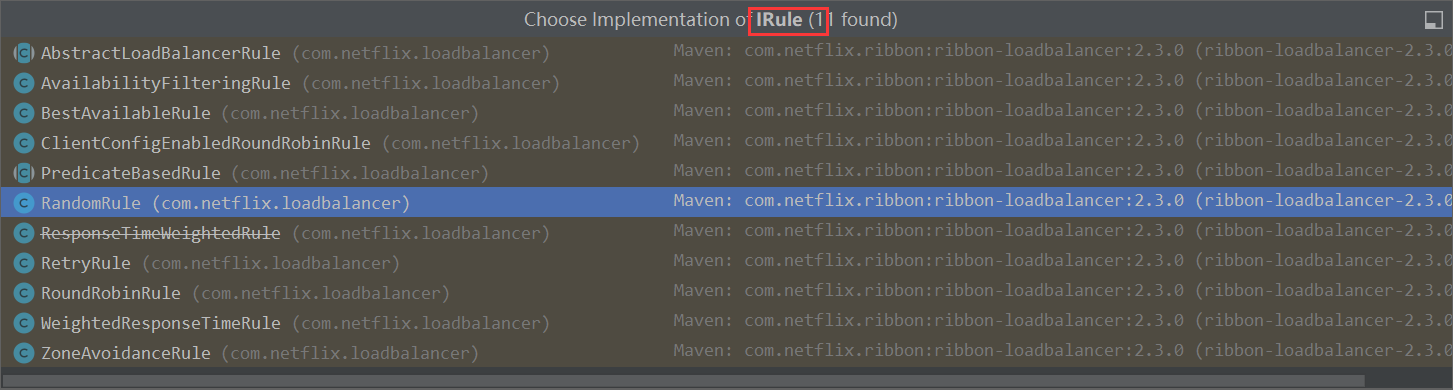 Choose Implementation of IRule (11 found)
AbstractLoadBalancerRule (com.netflix.loadbalancer) Maven: com.netflix.ribbon:ribbon-loadbalancer:2.3.0 (ribbon-loadbalancer-2.3.0
AvailabilityFilteringRule (com.netflix.loadbalancer) Maven: com.netflix.ribbon:ribbon-loadbalancer:2.3.0 (ribbon-loadbalancer-2.3.0
BestAvailableRule (com.netflix.loadbalancer) Maven: com.netflix.ribbon:ribbon-loadbalancer:2.3.0 (ribbon-loadbalancer-2.3.0
ClientConfigEnabledRoundRobinRule (com.netflix.loadbalancer) Maven: com.netflix.ribbon:ribbon-loadbalancer:2.3.0 (ribbon-loadbalancer-2.3.0
PredicateBasedRule (com.netflix.loadbalancer) Maven: com.netflix.ribbon:ribbon-loadbalancer:2.3.0 (ribbon-loadbalancer-2.3.0
RandomRule (com.netflix.loadbalancer) Maven: com.netflix.ribbon:ribbon-loadbalancer:2.3.0 (ribbon-loadbalancer-2.3.0
ResponseTimeWeightedRule (com.netflix.loadbalancer) Maven: com.netflix.ribbon:ribbon-loadbalancer:2.3.0 (ribbon-loadbalancer-2.3.0
RetryRule (com.netflix.loadbalancer) Maven: com.netflix.ribbon:ribbon-loadbalancer:2.3.0 (ribbon-loadbalancer-2.3.0
RoundRobinRule (com.netflix.loadbalancer) Maven: com.netflix.ribbon:ribbon-loadbalancer:2.3.0 (ribbon-loadbalancer-2.3.0
WeightedResponseTimeRule (com.netflix.loadbalancer) Maven: com.netflix.ribbon:ribbon-loadbalancer:2.3.0 (ribbon-loadbalancer-2.3.0
ZoneAvoidanceRule (com.netflix.loadbalancer) Maven: com.netflix.ribbon:ribbon-loadbalancer:2.3.0 (ribbon-loadbalancer-2.3.0